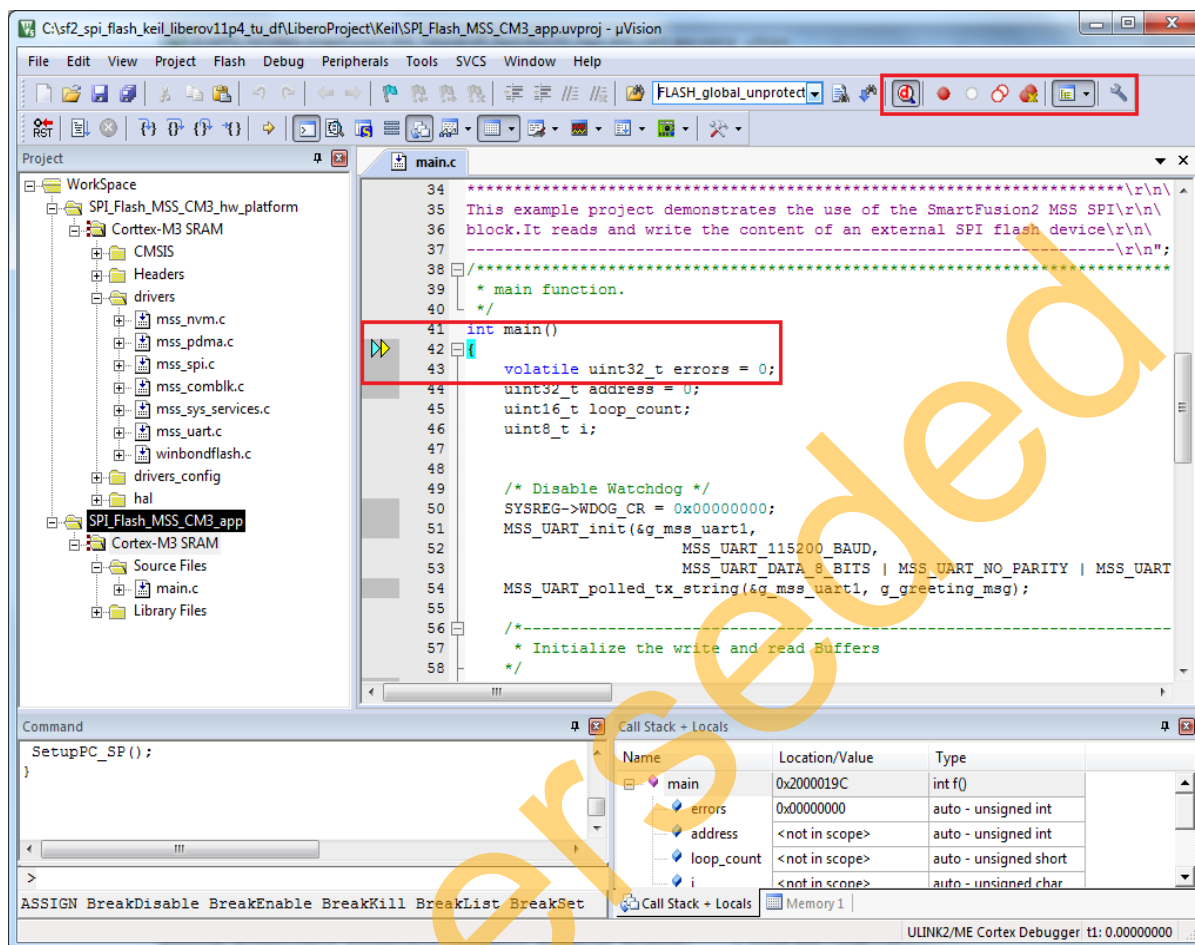 C:\sf2_spi_flash_keil_liberov11p4_tu_df\LiberoProject\Keil\SPI_Flash_MSS_CM3_app.uvproj - µVision
File Edit View Project Flash Debug Peripherals Tools SVCS Window Help
FLASH_global_unprotect
RST
Project
WorkSpace
SPI_Flash_MSS_CM3_hw_platform
Corttex-M3 SRAM
CMSIS
Headers
drivers
mss_nvm.c
mss_pdma.c
mss_spi.c
mss_comblk.c
mss_sys_services.c
mss_uart.c
winbondflash.c
drivers_config
hal
SPI_Flash_MSS_CM3_app
Cortex-M3 SRAM
Source Files
main.c
Library Files
main.c
34 **********************************************************************\r\n\
35 This example project demonstrates the use of the SmartFusion2 MSS SPI\r\n\
36 block.It reads and write the content of an external SPI flash device\r\n\
37 ---------------------------------------------------------------------\r\n";
38 /**************************************************************************
39 * main function.
40 */
41 int main()
42 {
43 volatile uint32_t errors = 0;
44 uint32_t address = 0;
45 uint16_t loop_count;
46 uint8_t i;
47
48
49 /* Disable Watchdog */
50 SYSREG->WDOG_CR = 0x00000000;
51 MSS_UART_init(&g_mss_uart1,
52 MSS_UART_115200_BAUD,
53 MSS_UART_DATA_8_BITS | MSS_UART_NO_PARITY | MSS_UART
54 MSS_UART_polled_tx_string(&g_mss_uart1, g_greeting_msg);
55
56 /*----------------------------------------------------------------------
57 * Initialize the write and read Buffers
58 */
Command
SetupPC_SP();
}
>
ASSIGN BreakDisable BreakEnable BreakKill BreakList BreakSet
Call Stack + Locals
Name Location/Value Type
main 0x2000019C int f()
errors 0x00000000 auto - unsigned int
address <not in scope> auto - unsigned int
loop_count <not in scope> auto - unsigned short
i <not in scope> auto - unsigned char
Call Stack + Locals Memory 1
ULINK2/ME Cortex Debugger t1: 0.00000000
erseded